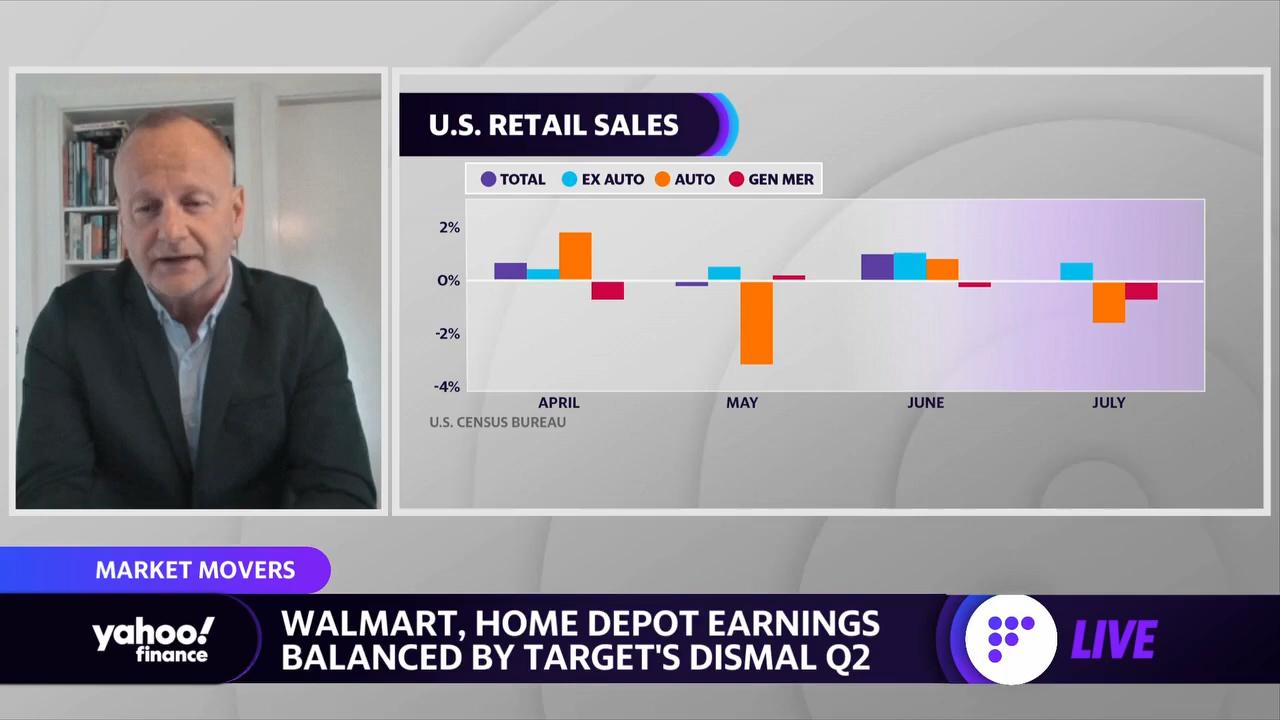 U.S. RETAIL SALES
TOTAL EX AUTO AUTO GEN MER
2%
0%
-2%
-4%
APRIL MAY JUNE JULY
U.S. CENSUS BUREAU
MARKET MOVERS
yahoo!
finance
WALMART, HOME DEPOT EARNINGS
BALANCED BY TARGET'S DISMAL Q2
LIVE